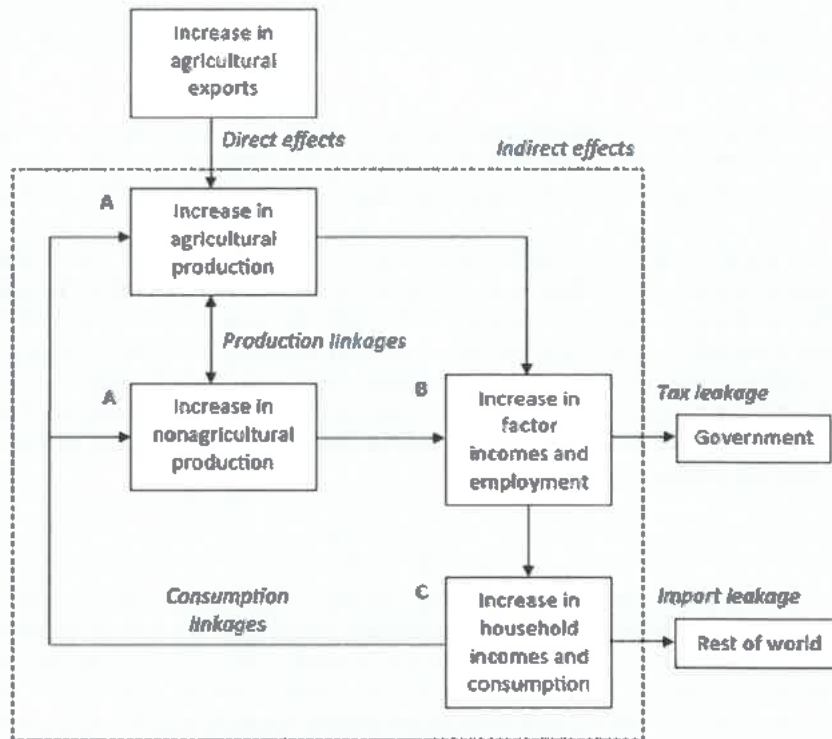 Increase in
agricultural
exports
Direct effects
Indirect effects
A
Increase in
agricultural
production
Production linkages
A
Increase in
nonagricultural
production
B
Increase in
factor
incomes and
employment
Tax leakage
Government
Consumption
linkages
C
Increase in
household
incomes and
consumption
Import leakage
Rest of world